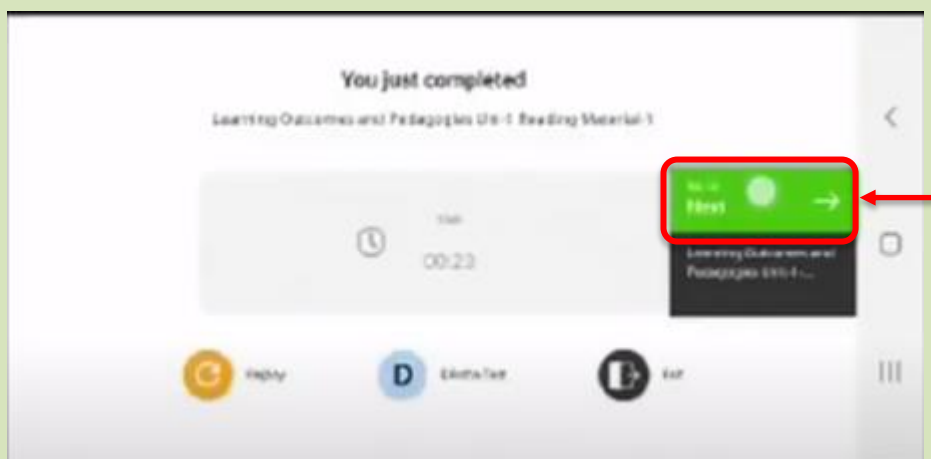 You just completed
Learning Outcomes and Pedagogies Unit-1 Reading Material-1
Next
Time
00:23
Learning Outcomes and
Pedagogies Unit-1-...
Replay
D
Exit